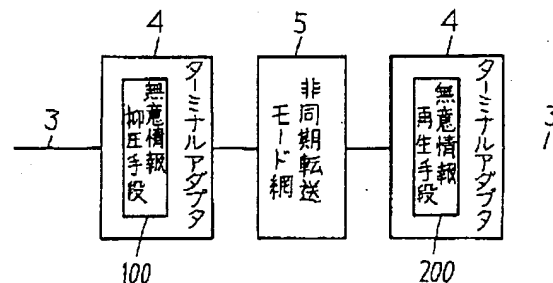 4
5
4
3
3
ターミナルアダプタ
無意情報
抑圧手段
非同期転送
モード網
ターミナルアダプタ
無意情報
再生手段
100
200